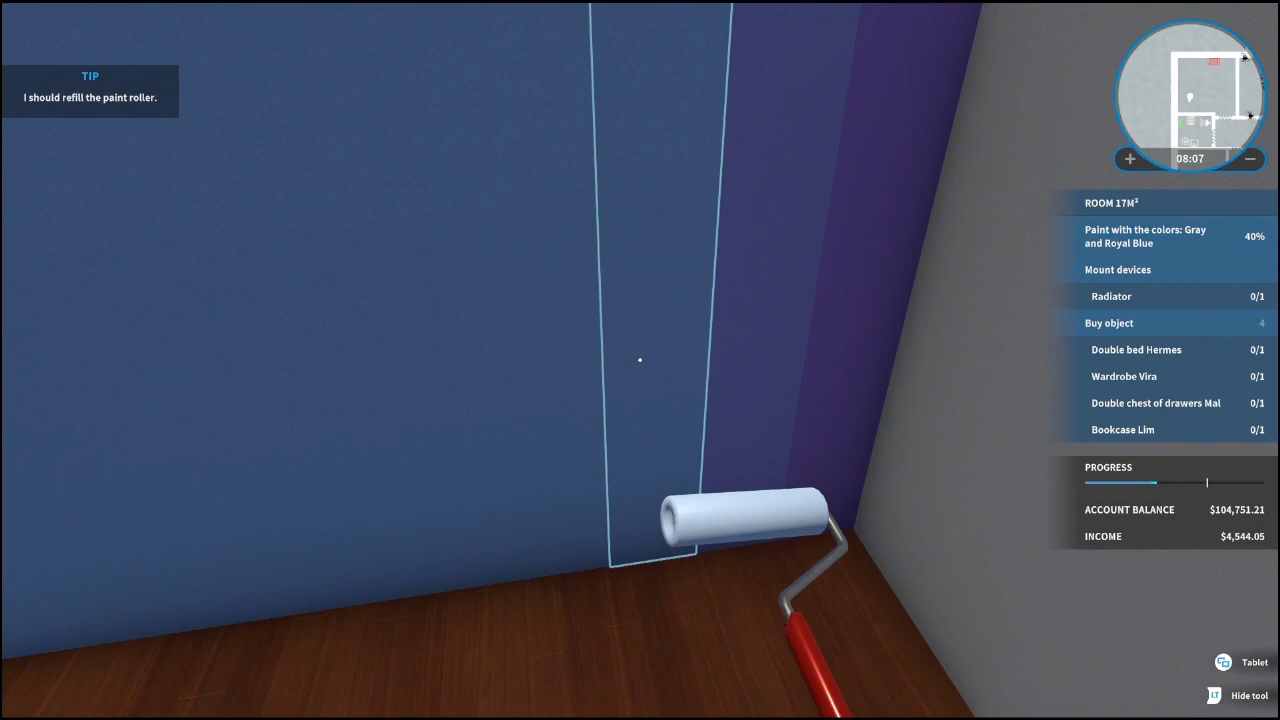 TIP
I should refill the paint roller.
08:07
ROOM 17M²
Paint with the colors: Gray
and Royal Blue
40%
Mount devices
Radiator 0/1
Buy object 4
Double bed Hermes 0/1
Wardrobe Vira 0/1
Double chest of drawers Mal 0/1
Bookcase Lim 0/1
PROGRESS
ACCOUNT BALANCE $104,751.21
INCOME $4,544.05
Tablet
LT Hide tool